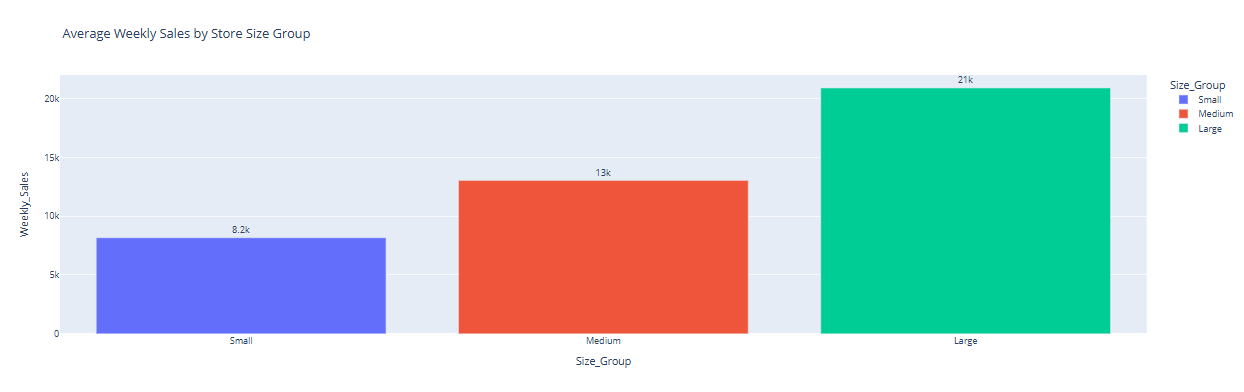 Average Weekly Sales by Store Size Group
21k
Size_Group
Small
Medium
Large
20k
15k
13k
Weekly_Sales
10k
8.2k
5k
0
Small
Medium
Large
Size_Group